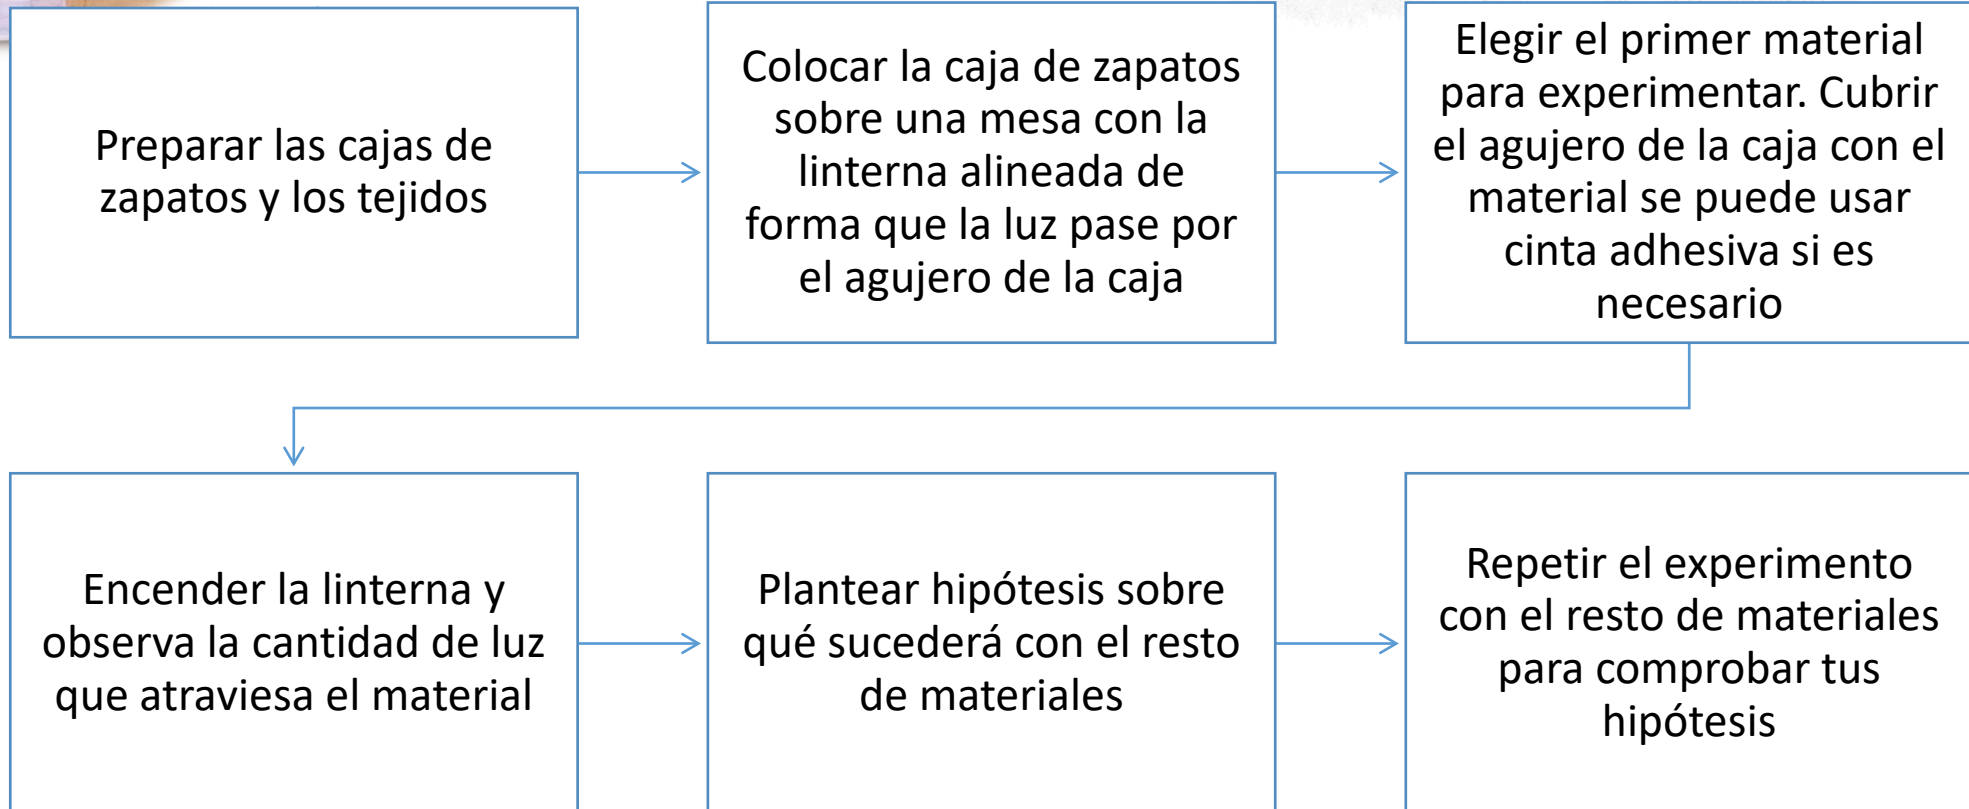 Preparar las cajas de
zapatos y los tejidos
Colocar la caja de zapatos
sobre una mesa con la
linterna alineada de
forma que la luz pase por
el agujero de la caja
Elegir el primer material
para experimentar. Cubrir
el agujero de la caja con el
material se puede usar
cinta adhesiva si es
necesario
Encender la linterna y
observa la cantidad de luz
que atraviesa el material
Plantear hipótesis sobre
qué sucederá con el resto
de materiales
Repetir el experimento
con el resto de materiales
para comprobar tus
hipótesis